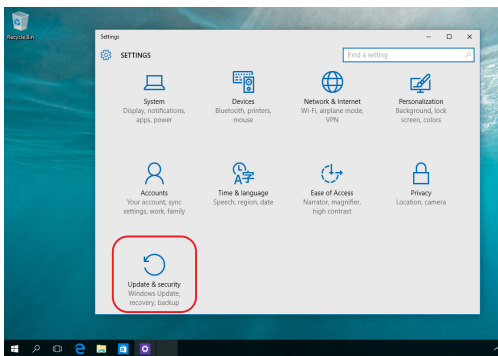 Recycle Bin
Settings
SETTINGS
Find a setting
System
Display, notifications,
apps, power
Devices
Bluetooth, printers,
mouse
Network & Internet
Wi-Fi, airplane mode,
VPN
Personalization
Background, lock
screen, colors
Accounts
Your account, sync
settings, work, family
Time & language
Speech, region, date
Ease of Access
Narrator, magnifier,
high contrast
Privacy
Location, camera
Update & security
Windows Update,
recovery, backup